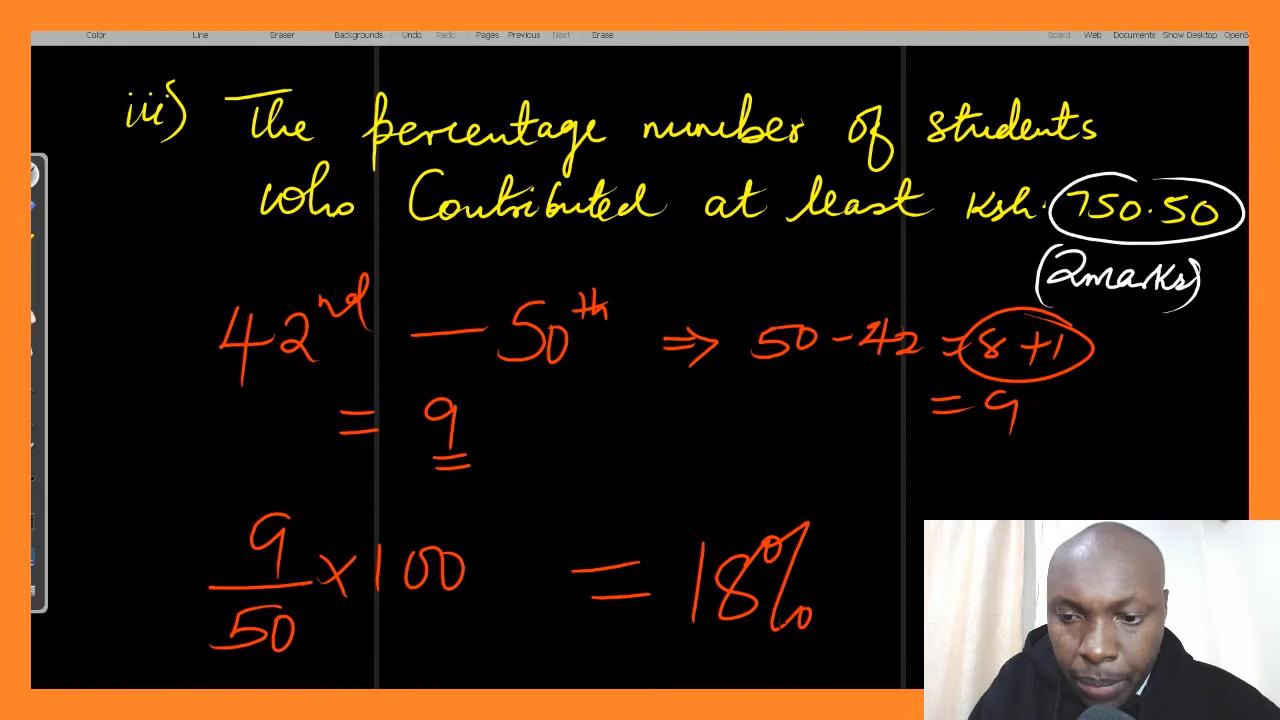 Color Line Eraser Backgrounds Undo Redo Pages Previous Next Erase Board Web Documents Show Desktop OpenB
iii) The percentage number of students
who Contributed at least Ksh. 750.50
(2marks)
42nd — 50th ⇒ 50 - 42 = 8 + 1
= 9 = 9
9/50 × 100 = 18%